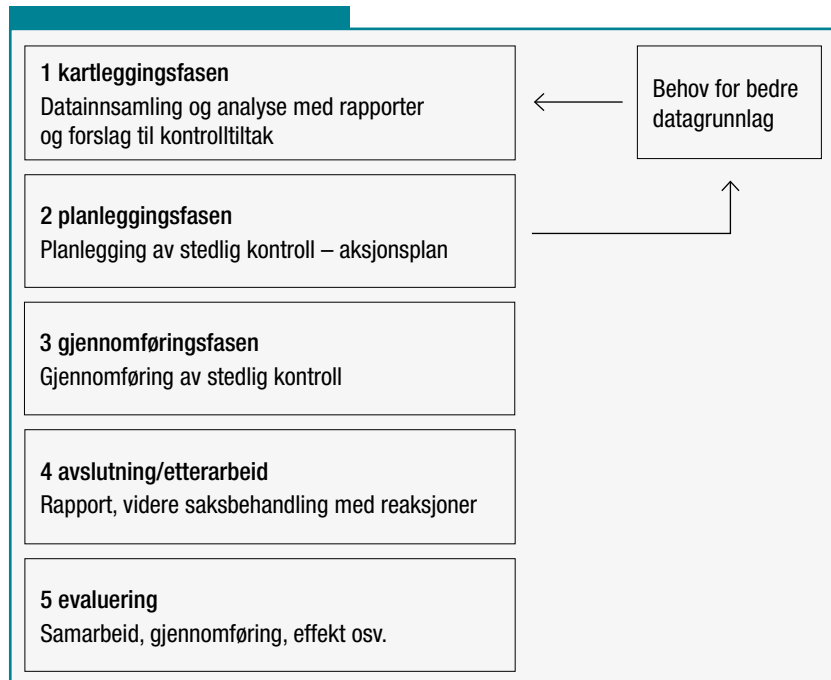 1 kartleggingsfasen
Datainnsamling og analyse med rapporter
og forslag til kontrolltiltak
Behov for bedre
datagrunnlag
2 planleggingsfasen
Planlegging av stedlig kontroll – aksjonsplan
3 gjennomføringsfasen
Gjennomføring av stedlig kontroll
4 avslutning/etterarbeid
Rapport, videre saksbehandling med reaksjoner
5 evaluering
Samarbeid, gjennomføring, effekt osv.